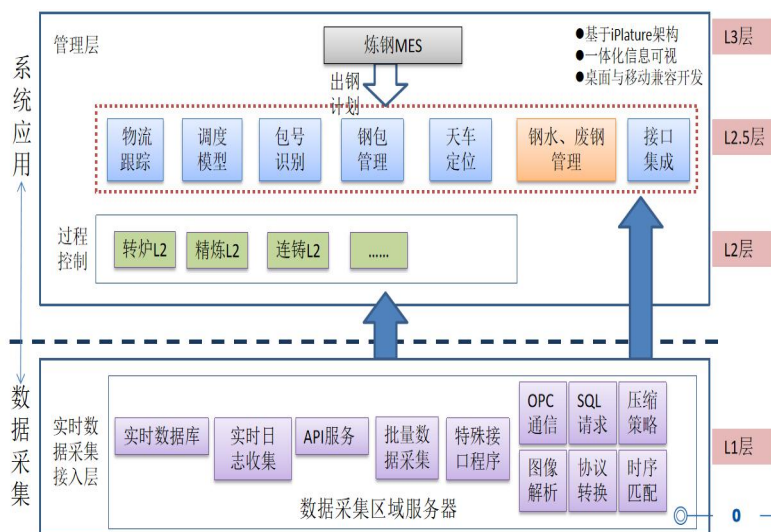 管理层
炼钢MES
●基于iPlature架构
●一体化信息可视
●桌面与移动兼容开发
L3层
系统应用
出钢
计划
物流
跟踪
调度
模型
包号
识别
钢包
管理
天车
定位
钢水、废钢
管理
接口
集成
L2.5层
过程
控制
转炉L2
精炼L2
连铸L2
......
L2层
数据采集
实时数
据采集
接入层
实时数据库
实时日
志收集
API服务
批量数
据采集
特殊接
口程序
OPC
通信
SQL
请求
压缩
策略
图像
解析
协议
转换
时序
匹配
数据采集区域服务器
L1层
0